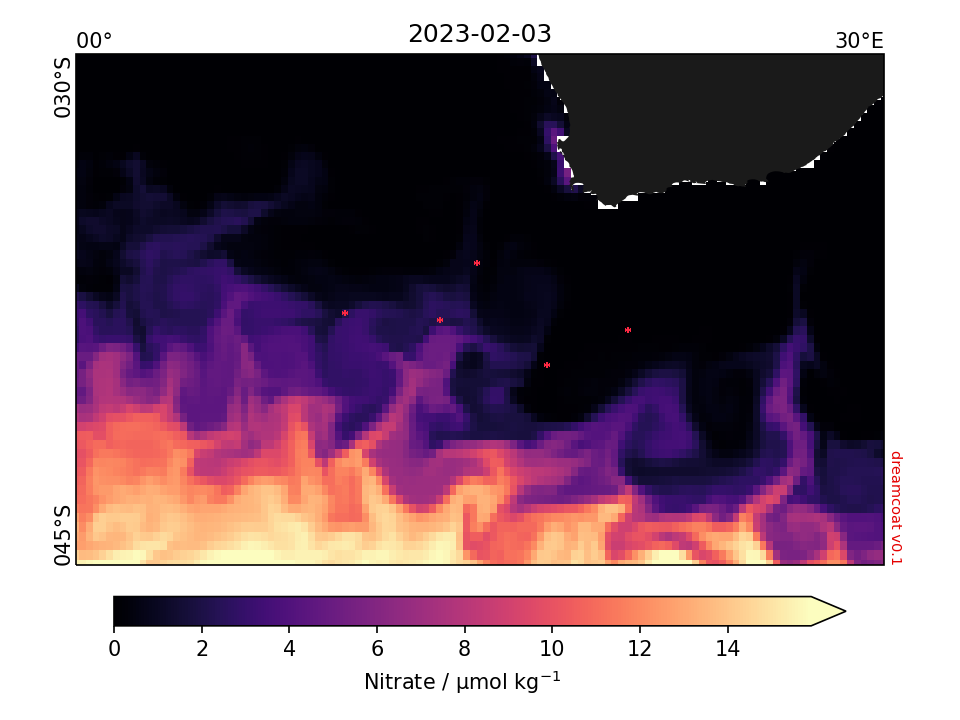 2023-02-03
00°
30°E
030°S
045°S
dreamcoat v0.1
0 2 4 6 8 10 12 14
Nitrate / μmol kg⁻¹